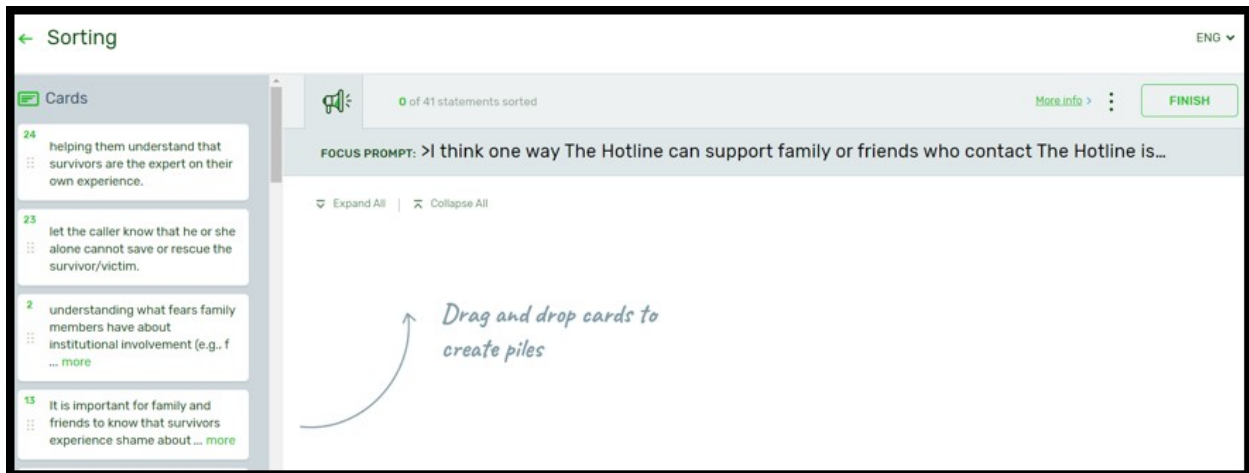 ← Sorting
ENG
Cards
24
helping them understand that
survivors are the expert on their
own experience.
23
let the caller know that he or she
alone cannot save or rescue the
survivor/victim.
2
understanding what fears family
members have about
institutional involvement (e.g., f
... more
13
It is important for family and
friends to know that survivors
experience shame about ... more
0 of 41 statements sorted
More info >
FINISH
FOCUS PROMPT: >I think one way The Hotline can support family or friends who contact The Hotline is...
Expand All | Collapse All
Drag and drop cards to
create piles